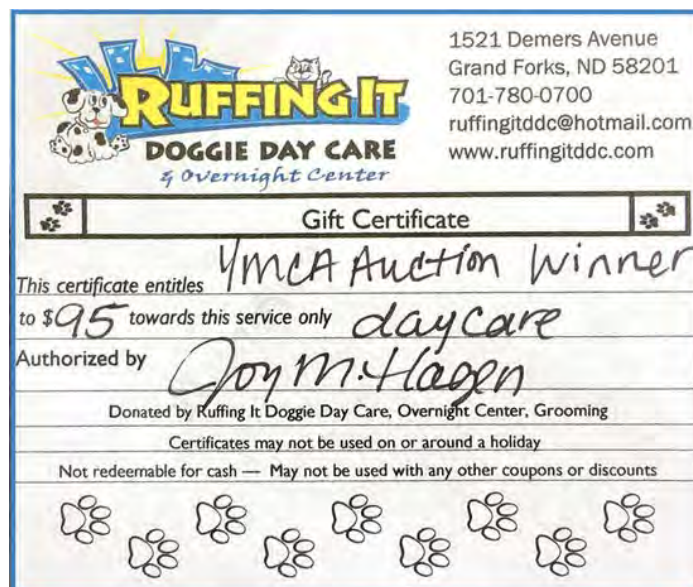 RUFFING IT
DOGGIE DAY CARE
& Overnight Center
1521 Demers Avenue
Grand Forks, ND 58201
701-780-0700
ruffingitddc@hotmail.com
www.ruffingitddc.com
Gift Certificate
This certificate entitles YMCA Auction Winner
to $95 towards this service only daycare
Authorized by Joy M. Hagen
Donated by Ruffing It Doggie Day Care, Overnight Center, Grooming
Certificates may not be used on or around a holiday
Not redeemable for cash — May not be used with any other coupons or discounts